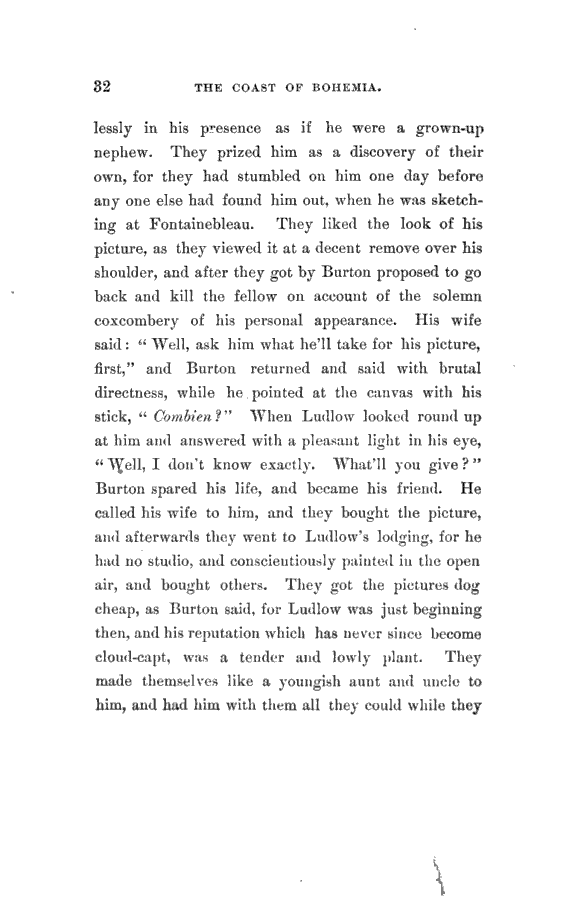 32 THE COAST OF BOHEMIA.
lessly in his presence as if he were a grown-up
nephew. They prized him as a discovery of their
own, for they had stumbled on him one day before
any one else had found him out, when he was sketch-
ing at Fontainebleau. They liked the look of his
picture, as they viewed it at a decent remove over his
shoulder, and after they got by Burton proposed to go
back and kill the fellow on account of the solemn
coxcombery of his personal appearance. His wife
said: “ Well, ask him what he'll take for his picture,
first,” and Burton returned and said with brutal
directness, while he pointed at the canvas with his
stick, “ Combien?” When Ludlow looked round up
at him and answered with a pleasant light in his eye,
“ Well, I don't know exactly. What'll you give?”
Burton spared his life, and became his friend. He
called his wife to him, and they bought the picture,
and afterwards they went to Ludlow's lodging, for he
had no studio, and conscientiously painted in the open
air, and bought others. They got the pictures dog
cheap, as Burton said, for Ludlow was just beginning
then, and his reputation which has never since become
cloud-capt, was a tender and lowly plant. They
made themselves like a youngish aunt and uncle to
him, and had him with them all they could while they